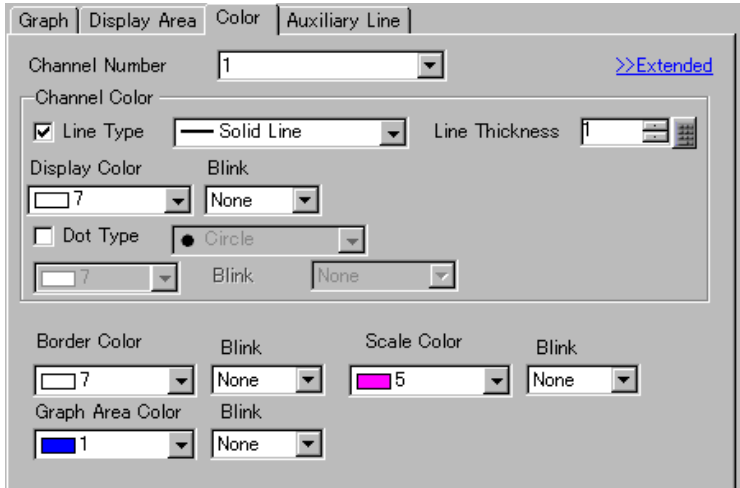 Graph Display Area Color Auxiliary Line
Channel Number 1 >>Extended
Channel Color
Line Type Solid Line Line Thickness 1
Display Color Blink
7 None
Dot Type Circle
7 Blink None
Border Color Blink Scale Color Blink
7 None 5 None
Graph Area Color Blink
1 None